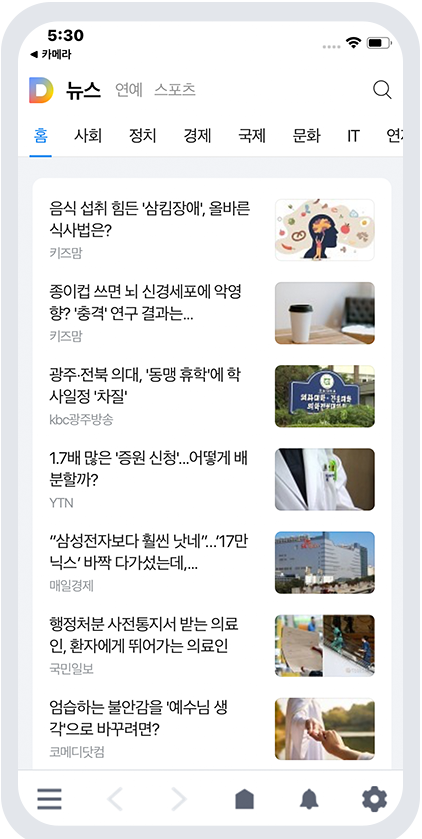 5:30
◀ 카메라
D 뉴스 연예 스포츠
홈 사회 정치 경제 국제 문화 IT 연재
음식 섭취 힘든 '삼킴장애', 올바른
식사법은?
키즈맘
종이컵 쓰면 뇌 신경세포에 악영
향? '충격' 연구 결과는...
키즈맘
광주·전북 의대, '동맹 휴학'에 학
사일정 '차질'
kbc광주방송
1.7배 많은 '증원 신청'...어떻게 배
분할까?
YTN
“삼성전자보다 훨씬 낫네”…‘17만
닉스’ 바짝 다가섰는데,...
매일경제
행정처분 사전통지서 받는 의료
인, 환자에게 뛰어가는 의료인
국민일보
엄습하는 불안감을 '예수님 생
각'으로 바꾸려면?
코메디닷컴